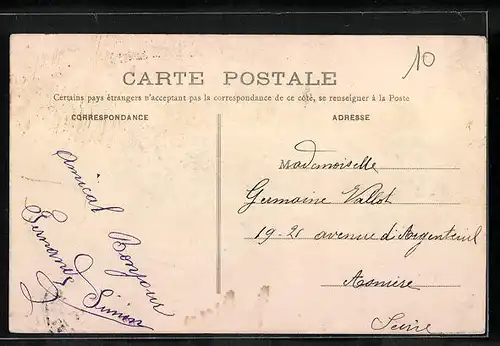 10
CARTE POSTALE
Certains pays étrangers n'acceptant pas la correspondance de ce côté, se renseigner à la Poste
CORRESPONDANCE
Amical Bonjour
Fernande
Simon
ADRESSE
Mademoiselle
Germaine Vallot
19-21 avenue d'Argenteuil
Asnière
Seine